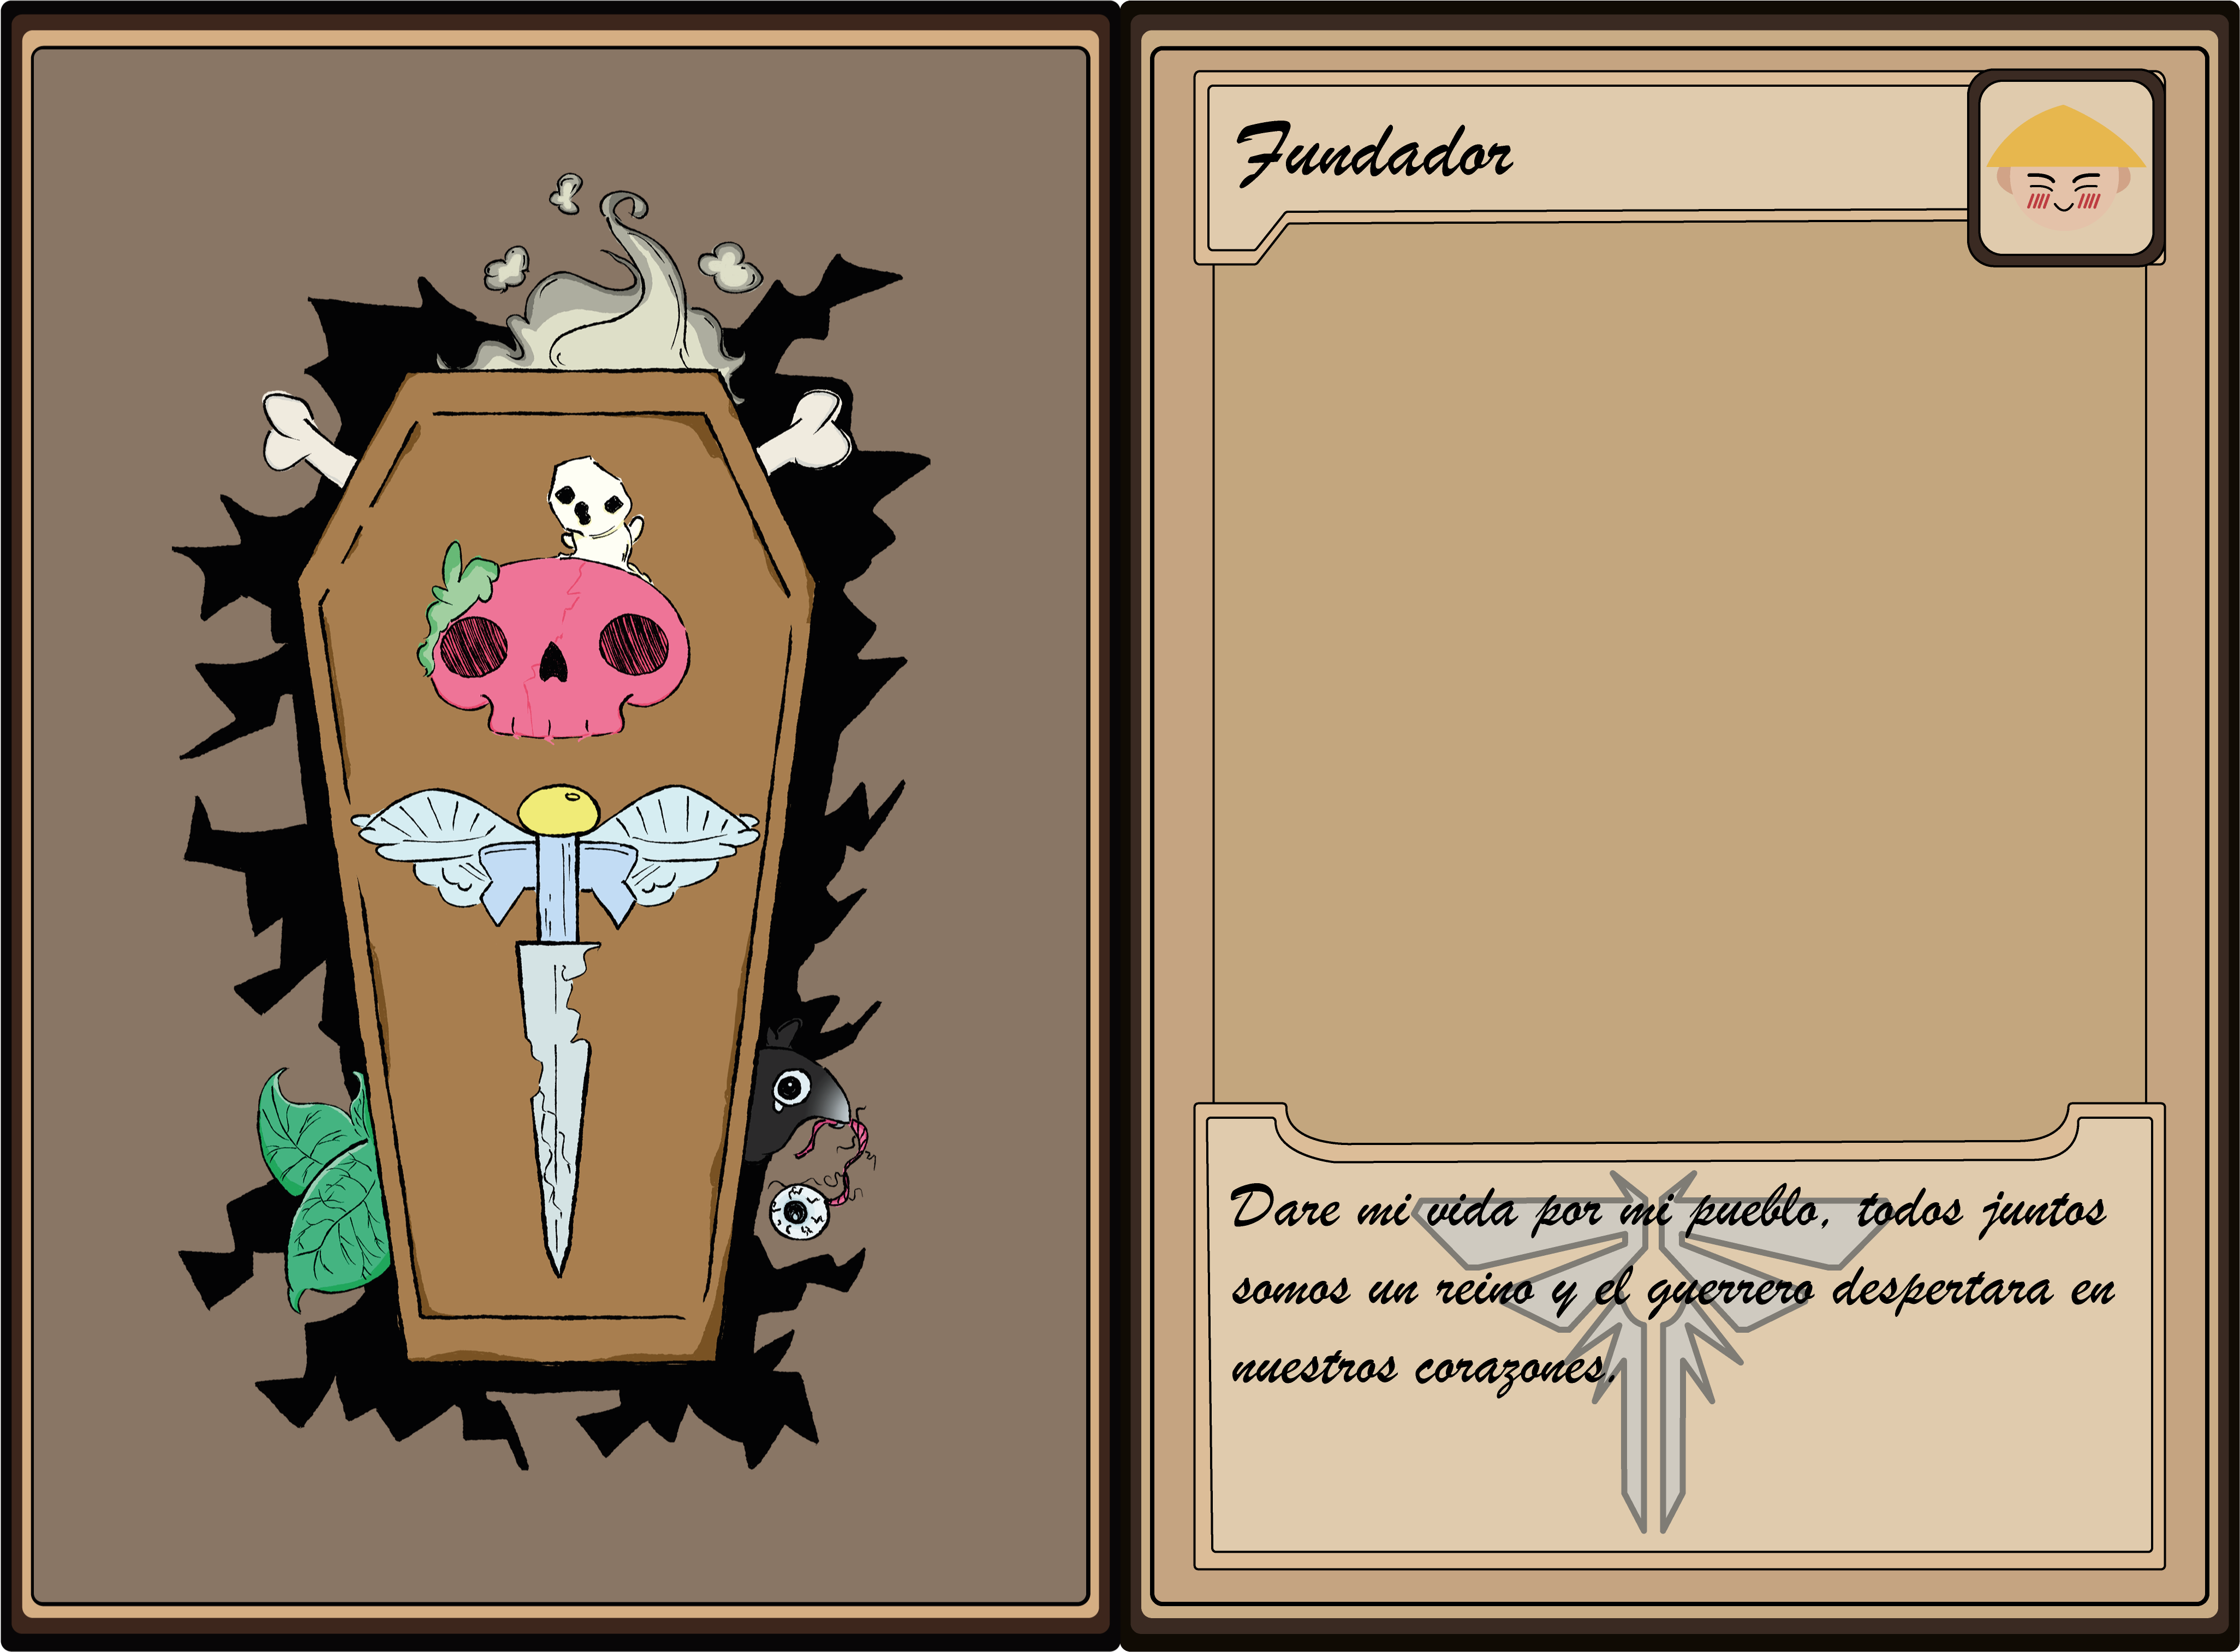 Fundador
Dare mi vida por mi pueblo, todos juntos
somos un reino y el guerrero despertara en
nuestros corazones.